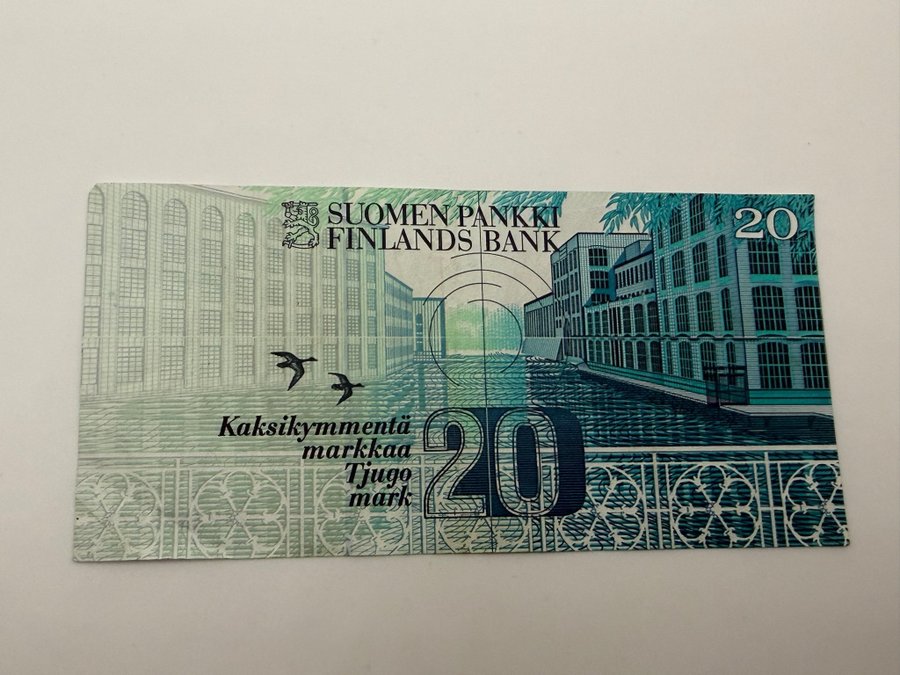 SUOMEN PANKKI
FINLANDS BANK
20
Kaksikymmentä
markkaa
Tjugo
mark
20